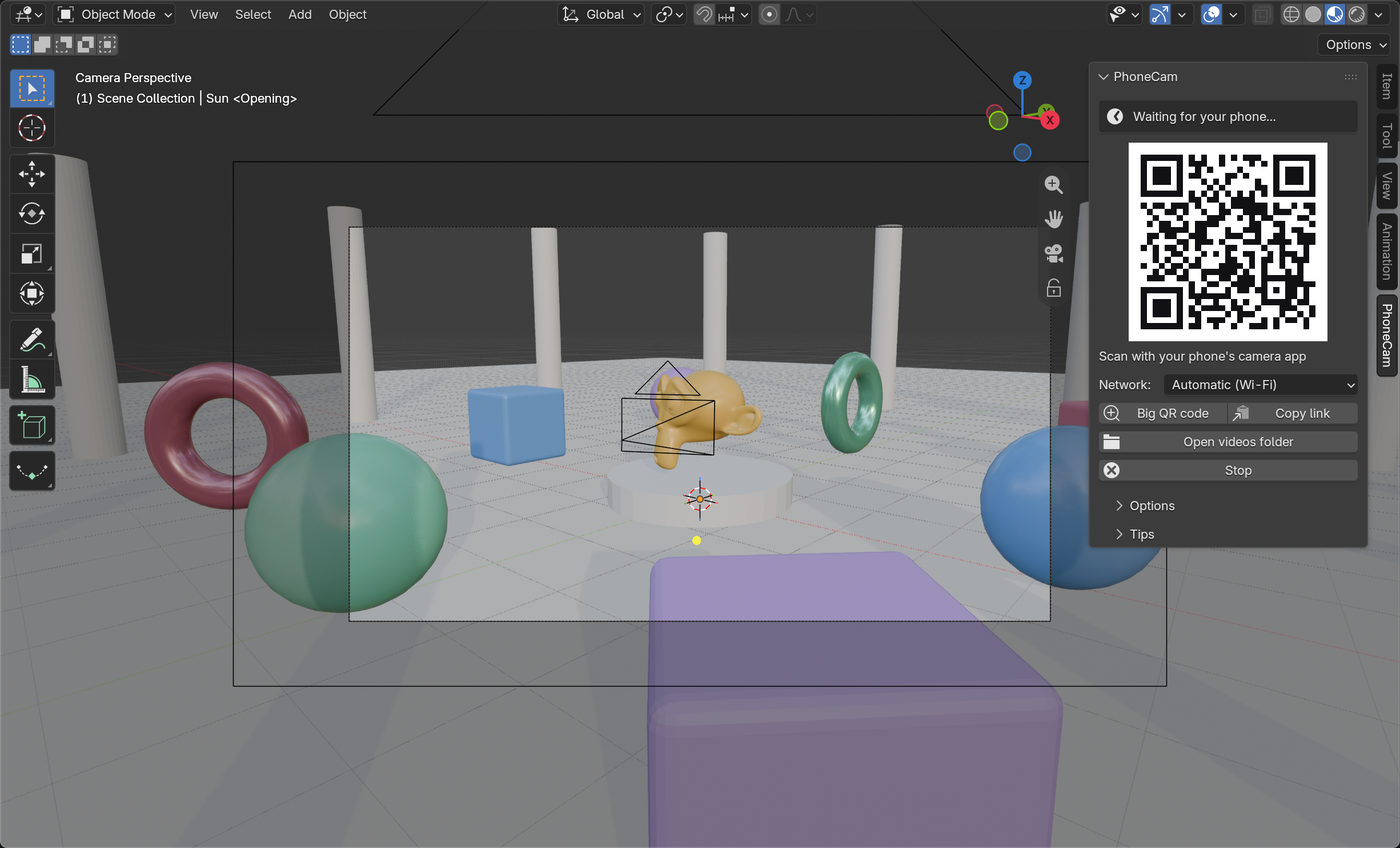 Object Mode
View
Select
Add
Object
Global
Options
Camera Perspective
(1) Scene Collection | Sun <Opening>
Z
Y
X
PhoneCam
Waiting for your phone...
Scan with your phone's camera app
Network:
Automatic (Wi-Fi)
Big QR code
Copy link
Open videos folder
Stop
Options
Tips
Item
Tool
View
Animation
PhoneCam